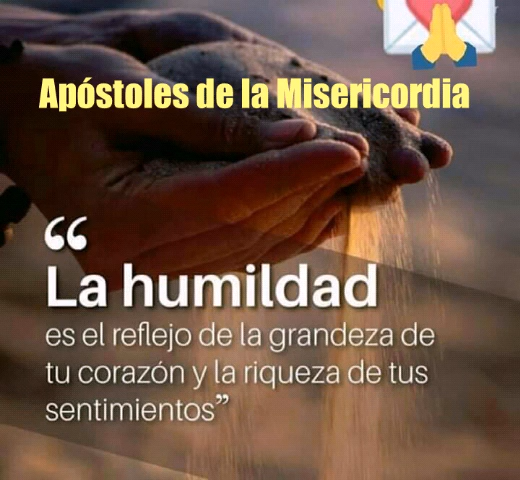 Apóstoles de la Misericordia
“
La humildad
es el reflejo de la grandeza de
tu corazón y la riqueza de tus
sentimientos”